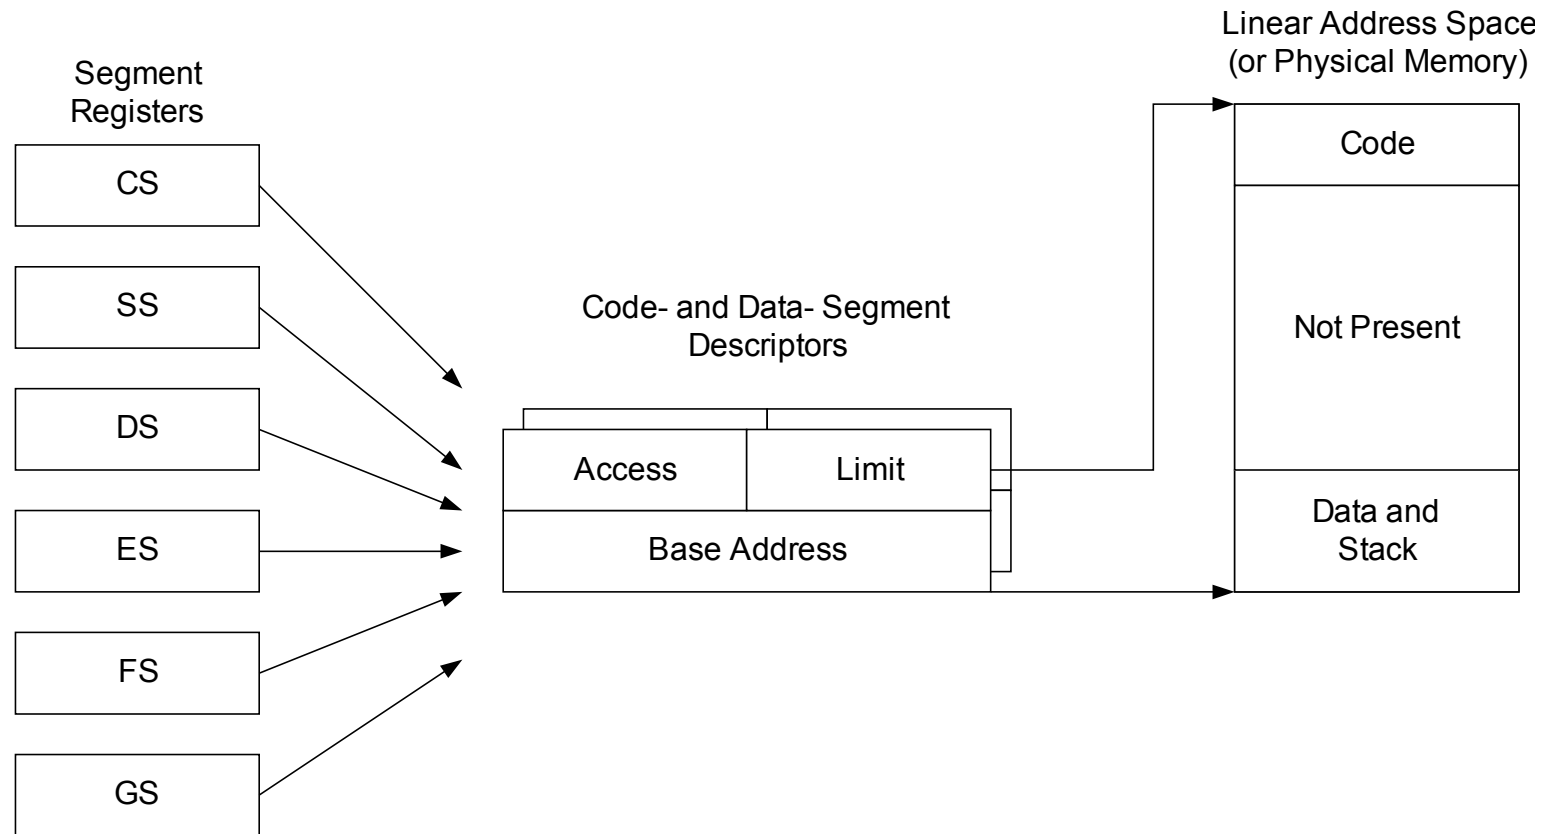 Linear Address Space
(or Physical Memory)
Segment
Registers
Code
CS
SS
Code- and Data- Segment
Descriptors
Not Present
DS
Access
Limit
Data and
Stack
ES
Base Address
FS
GS